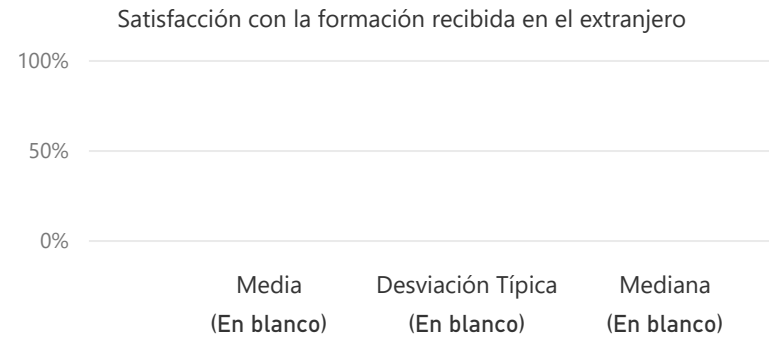 Satisfacción con la formación recibida en el extranjero
100%
50%
0%
Media Desviación Típica Mediana
(En blanco) (En blanco) (En blanco)